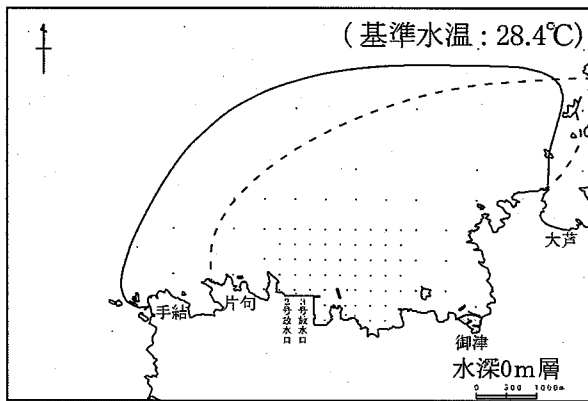 (基準水温:28.4℃)
10
大芦
手結
片句
2号放水口
3号放水口
御津
水深0m層
0 500 1000m